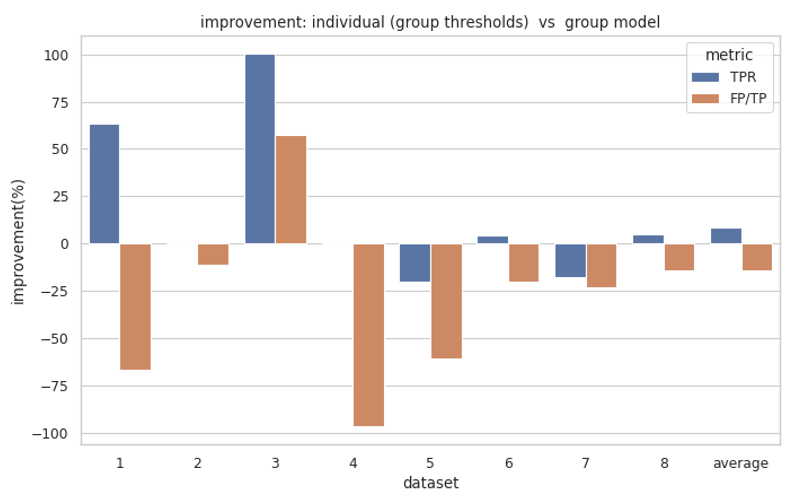 improvement: individual (group thresholds)  vs  group model
metric
TPR
FP/TP
improvement(%)
100
75
50
25
0
−25
−50
−75
−100
1 2 3 4 5 6 7 8 average
dataset